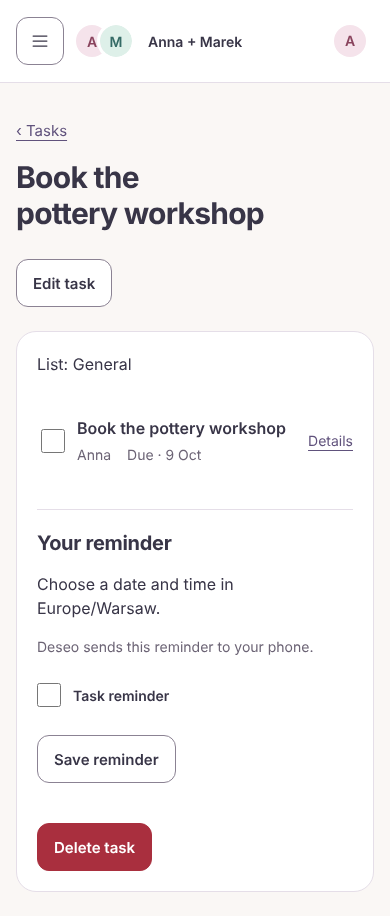 A M Anna + Marek A
‹ Tasks
Book the
pottery workshop
Edit task
List: General
Book the pottery workshop
Anna Due · 9 Oct
Details
Your reminder
Choose a date and time in
Europe/Warsaw.
Deseo sends this reminder to your phone.
Task reminder
Save reminder
Delete task